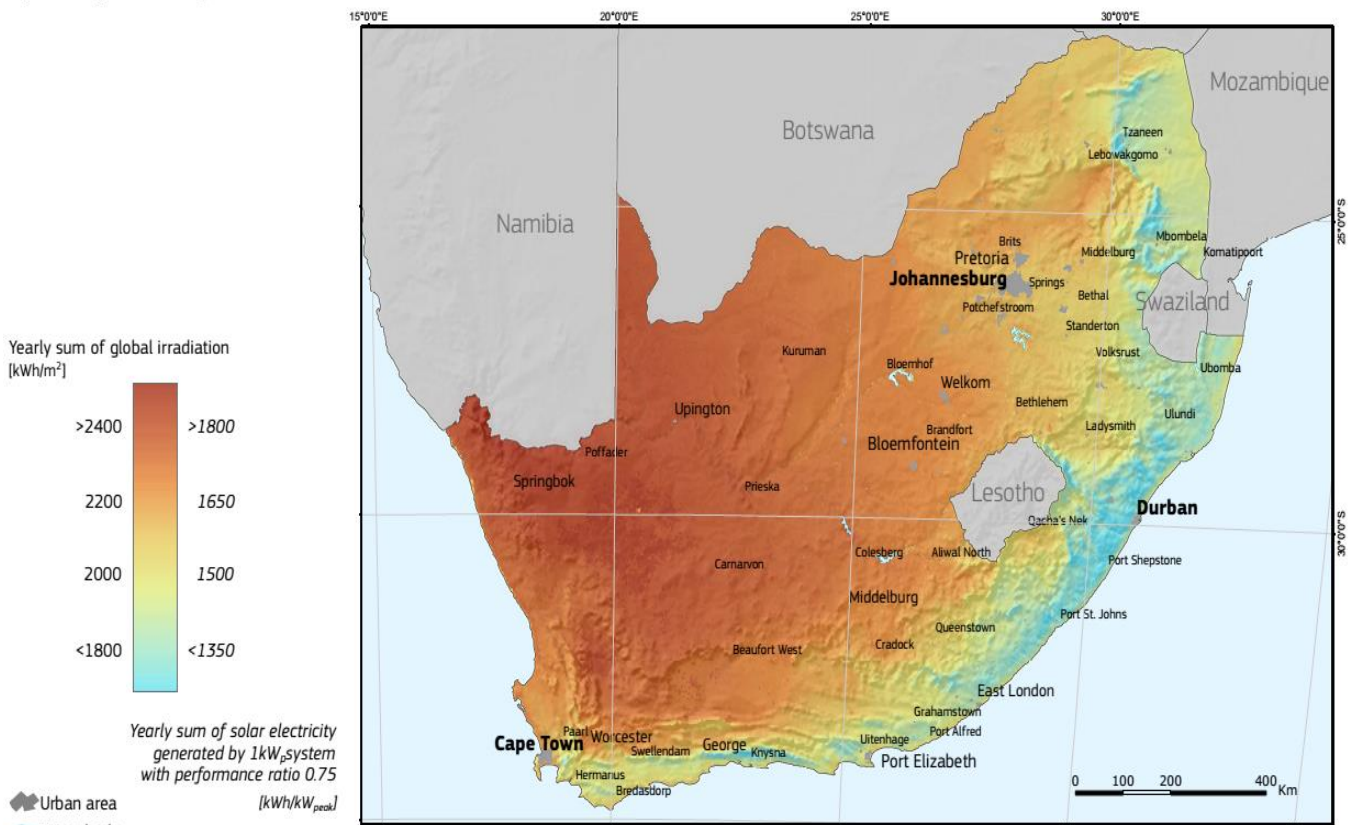 15°0'0"E
20°0'0"E
25°0'0"E
30°0'0"E
Mozambique
Botswana
Tzaneen
Lebowakgomo
Namibia
25°0'0"S
Mbombela
Brits
Middelburg
Komatipoort
Pretoria
Johannesburg
Springs
Bethal
Swaziland
Potchefstroom
Standerton
Yearly sum of global irradiation
[kWh/m²]
Kuruman
Volksrust
Bloemhof
Ubomba
Welkom
Upington
Bethlehem
Ulundi
>2400 >1800
Ladysmith
Brandfort
Bloemfontein
Poffader
Springbok
Prieska
Lesotho
2200 1650
Durban
Qacha's Nek
30°0'0"S
Colesberg
Aliwal North
Carnarvon
Port Shepstone
2000 1500
Middelburg
Port St. Johns
Queenstown
Cradock
Beaufort West
<1800 <1350
East London
Grahamstown
Yearly sum of solar electricity
generated by 1kWp system
with performance ratio 0.75
[kWh/kWpeak]
Paarl
Worcester
Port Alfred
Cape Town
George
Uitenhage
Swellendam
Knysna
Port Elizabeth
Hermanus
Bredasdorp
0 100 200 400 Km
Urban area